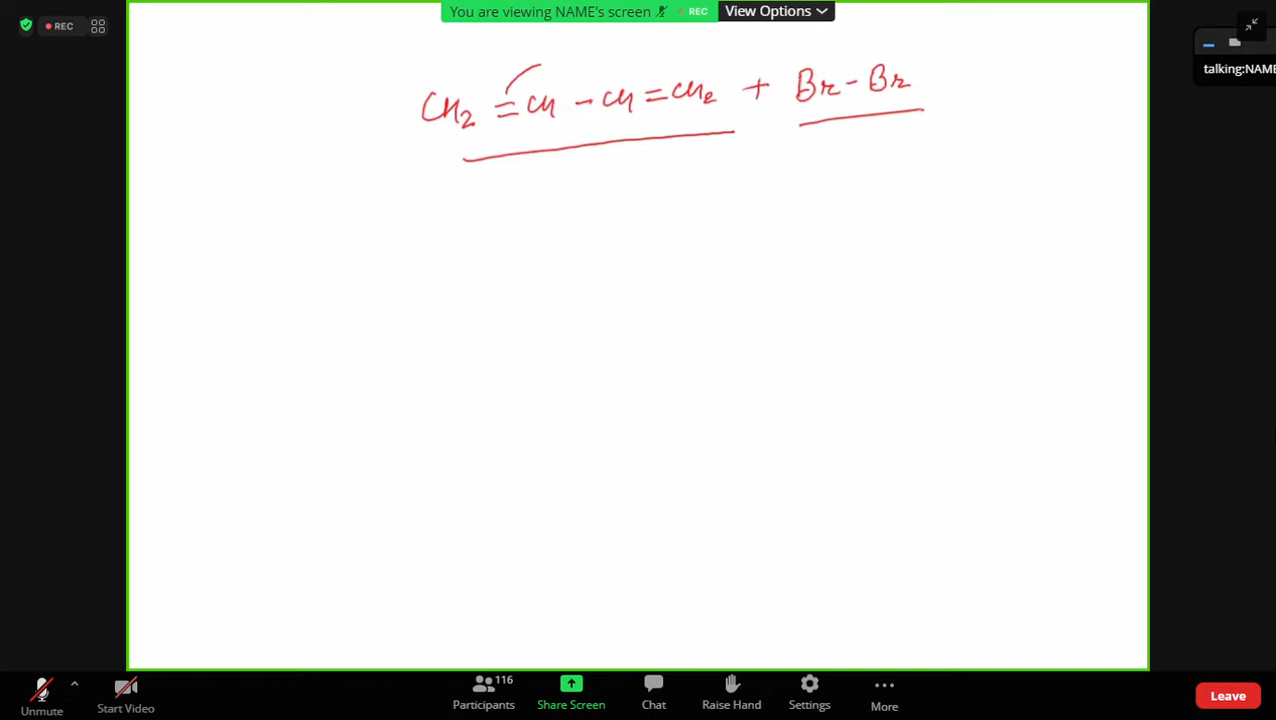 REC
You are viewing NAME's screen REC View Options
talking:NAME
CH2 = CH - CH = CH2 + Br - Br
Unmute
Start Video
Participants 116
Share Screen
Chat
Raise Hand
Settings
More
Leave